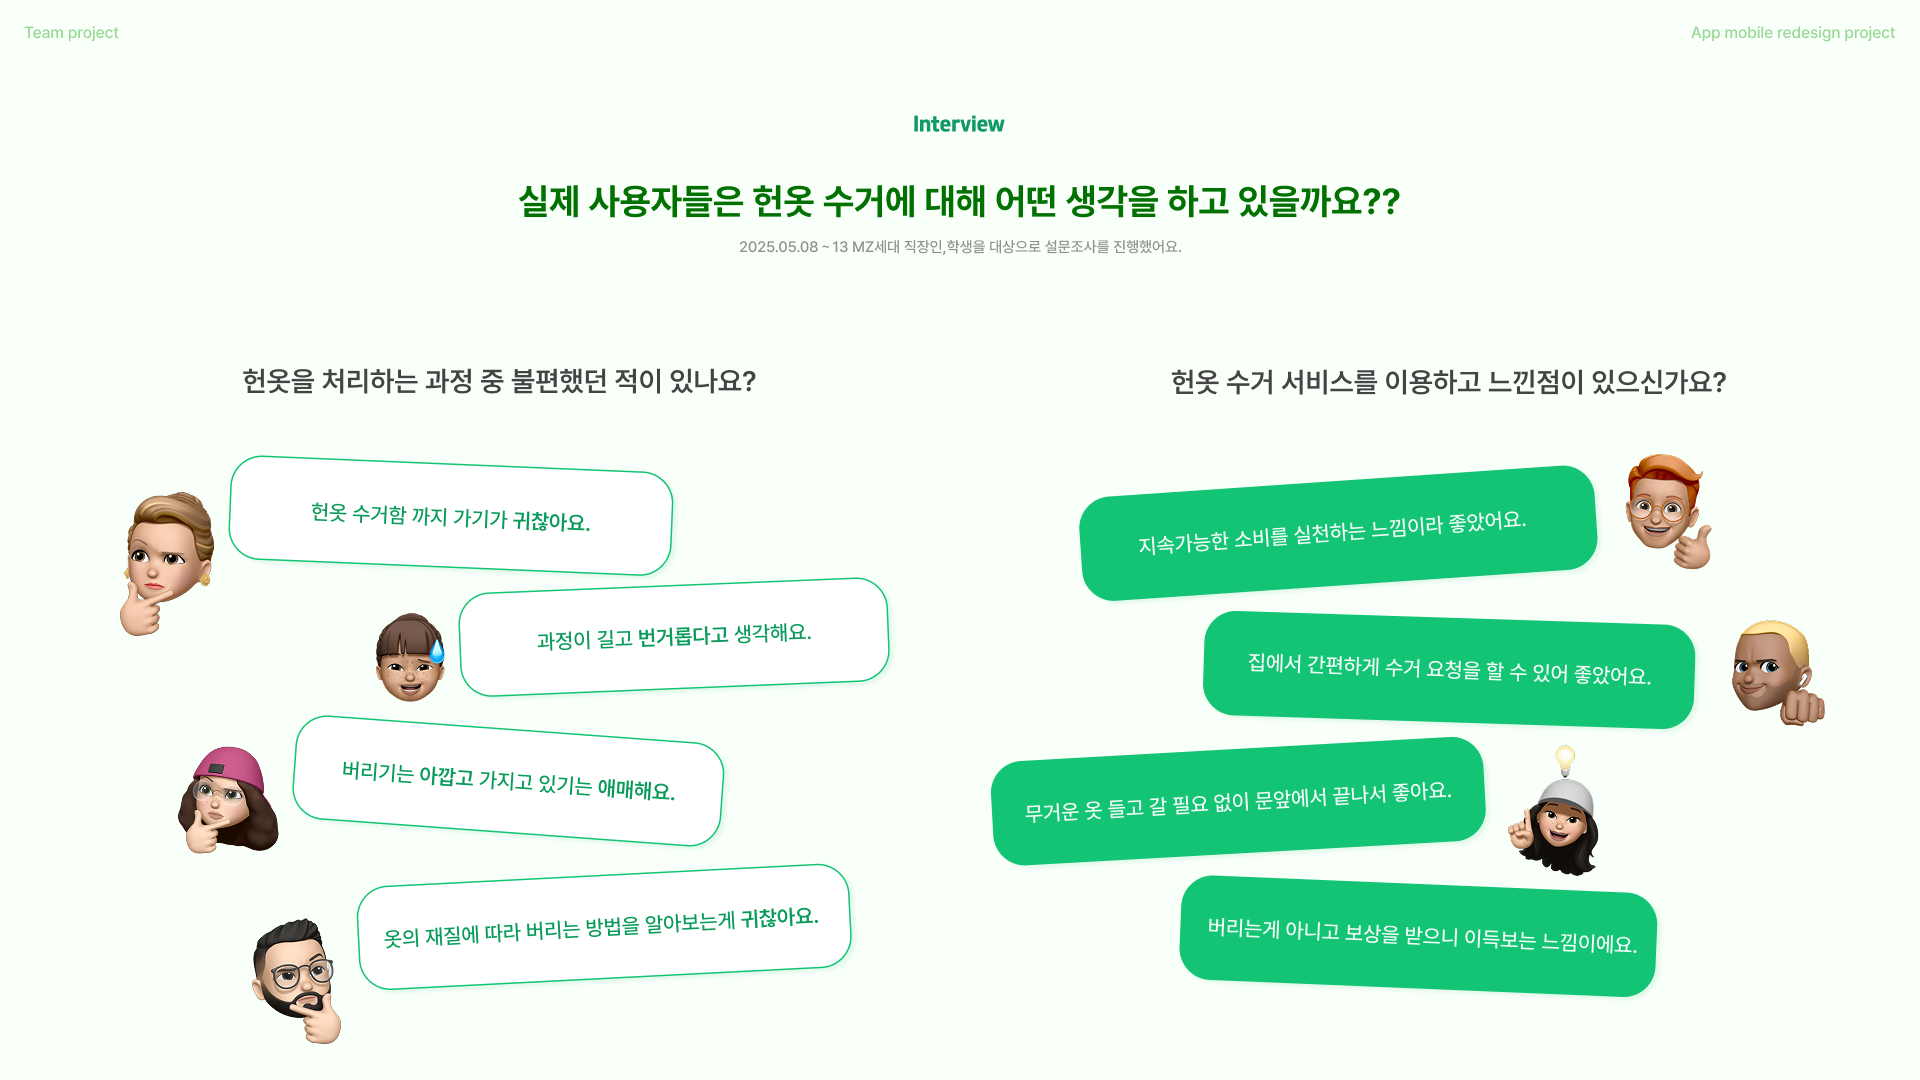 Team project
App mobile redesign project
Interview
실제 사용자들은 헌옷 수거에 대해 어떤 생각을 하고 있을까요??
2025.05.08 ~ 13 MZ세대 직장인,학생을 대상으로 설문조사를 진행했어요.
헌옷을 처리하는 과정 중 불편했던 적이 있나요?
헌옷 수거함 까지 가기가 귀찮아요.
과정이 길고 번거롭다고 생각해요.
버리기는 아깝고 가지고 있기는 애매해요.
옷의 재질에 따라 버리는 방법을 알아보는게 귀찮아요.
헌옷 수거 서비스를 이용하고 느낀점이 있으신가요?
지속가능한 소비를 실천하는 느낌이라 좋았어요.
집에서 간편하게 수거 요청을 할 수 있어 좋았어요.
무거운 옷 들고 갈 필요 없이 문앞에서 끝나서 좋아요.
버리는게 아니고 보상을 받으니 이득보는 느낌이에요.